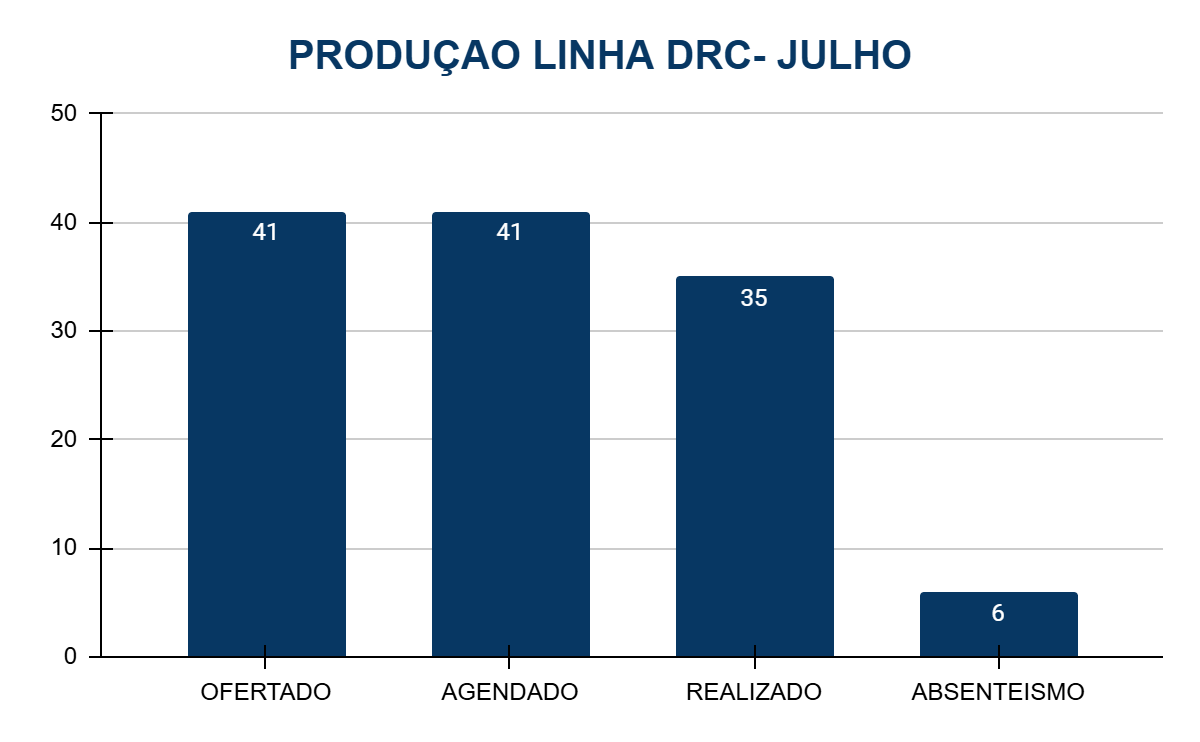 PRODUÇAO LINHA DRC- JULHO
50
40
30
20
10
0
41
41
35
6
OFERTADO
AGENDADO
REALIZADO
ABSENTEISMO